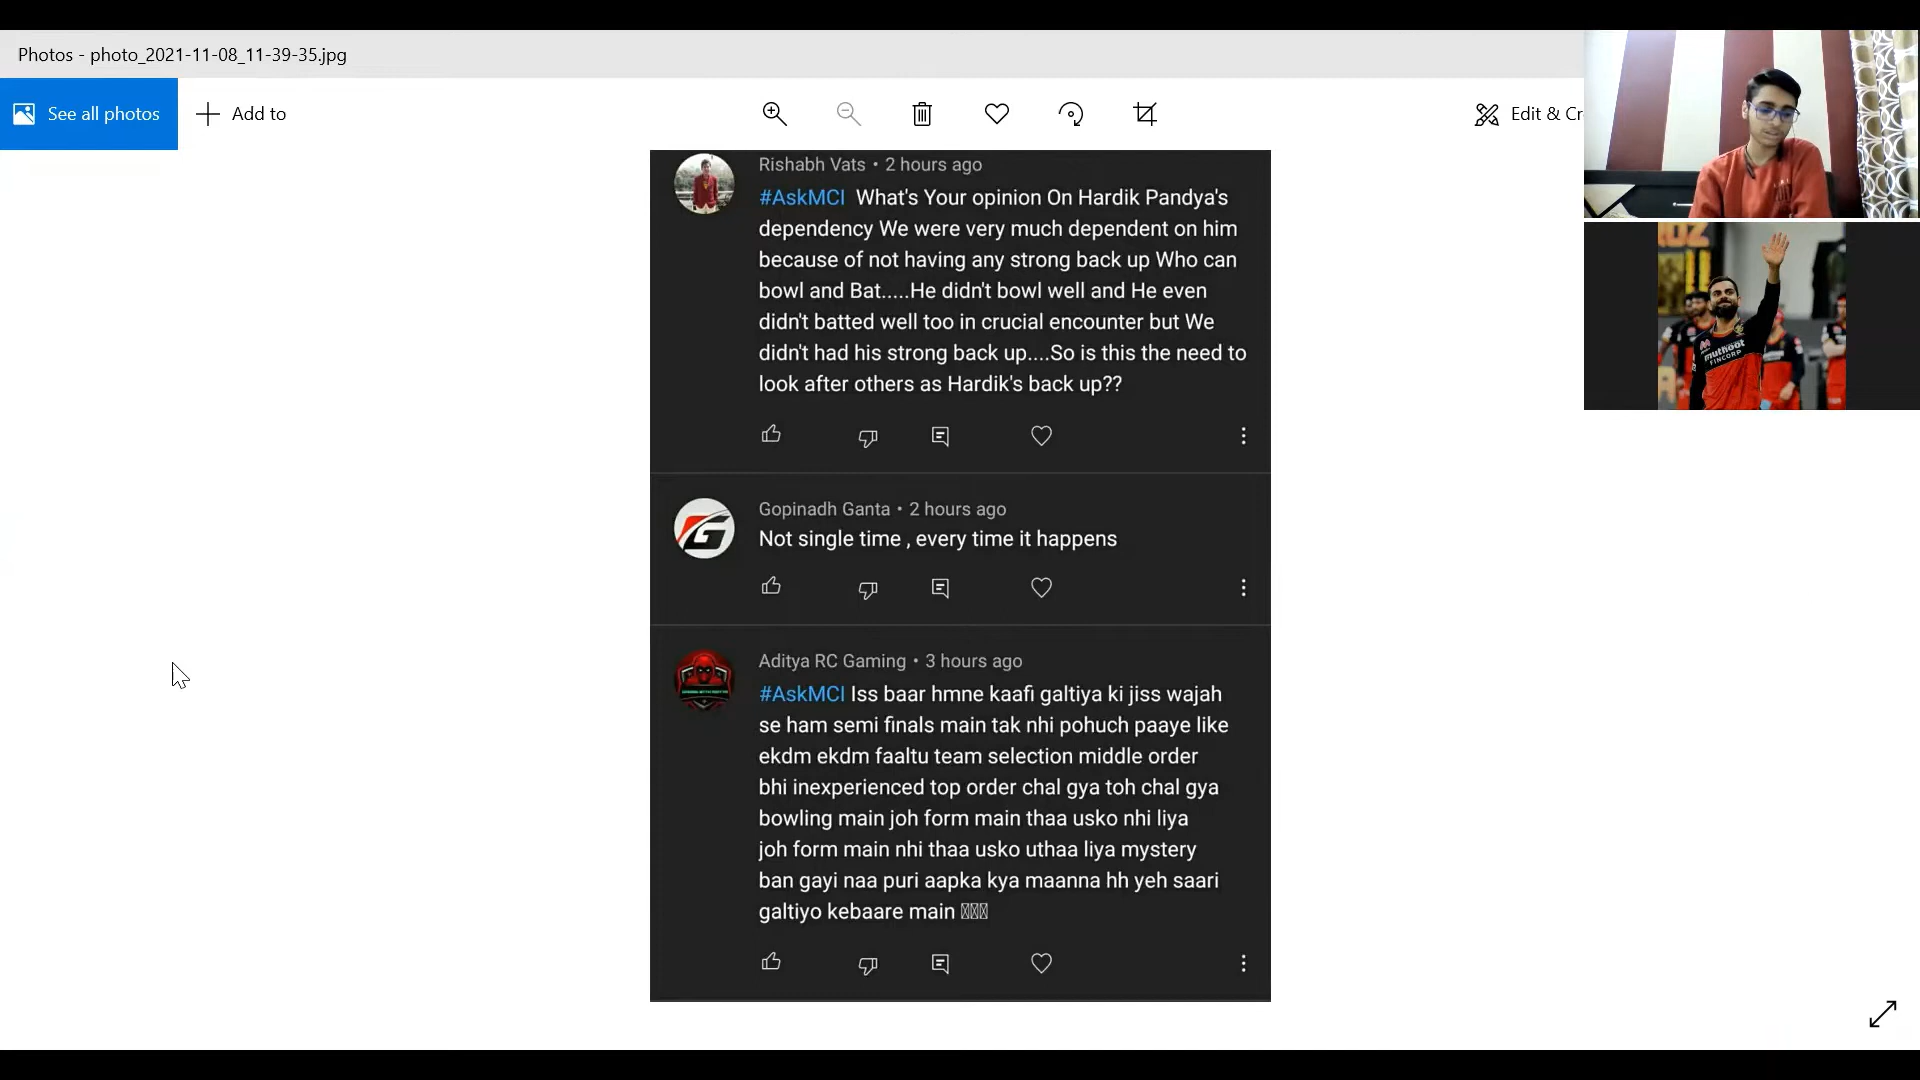 Photos - photo_2021-11-08_11-39-35.jpg
See all photos
Add to
Edit & Cr
Rishabh Vats • 2 hours ago
#AskMCI What's Your opinion On Hardik Pandya's
dependency We were very much dependent on him
because of not having any strong back up Who can
bowl and Bat.....He didn't bowl well and He even
didn't batted well too in crucial encounter but We
didn't had his strong back up....So is this the need to
look after others as Hardik's back up??
Gopinadh Ganta • 2 hours ago
Not single time , every time it happens
Aditya RC Gaming • 3 hours ago
#AskMCI Iss baar hmne kaafi galtiya ki jiss wajah
se ham semi finals main tak nhi pohuch paaye like
ekdm ekdm faaltu team selection middle order
bhi inexperienced top order chal gya toh chal gya
bowling main joh form main thaa usko nhi liya
joh form main nhi thaa usko uthaa liya mystery
ban gayi naa puri aapka kya maanna hh yeh saari
galtiyo kebaare main
muthoot
FINCORP